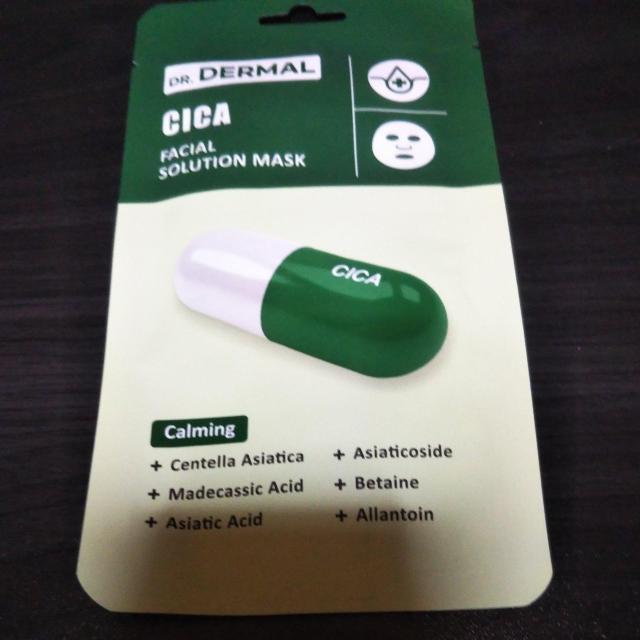 DR. DERMAL
CICA
FACIAL
SOLUTION MASK
CICA
Calming
+ Centella Asiatica
+ Madecassic Acid
+ Asiatic Acid
+ Asiaticoside
+ Betaine
+ Allantoin